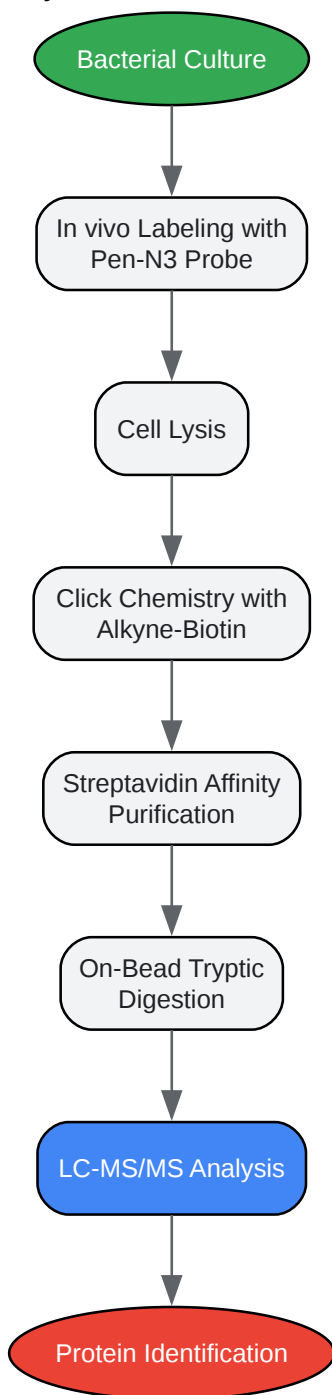 Bacterial Culture
In vivo Labeling with
Pen-N3 Probe
Cell Lysis
Click Chemistry with
Alkyne-Biotin
Streptavidin Affinity
Purification
On-Bead Tryptic
Digestion
LC-MS/MS Analysis
Protein Identification